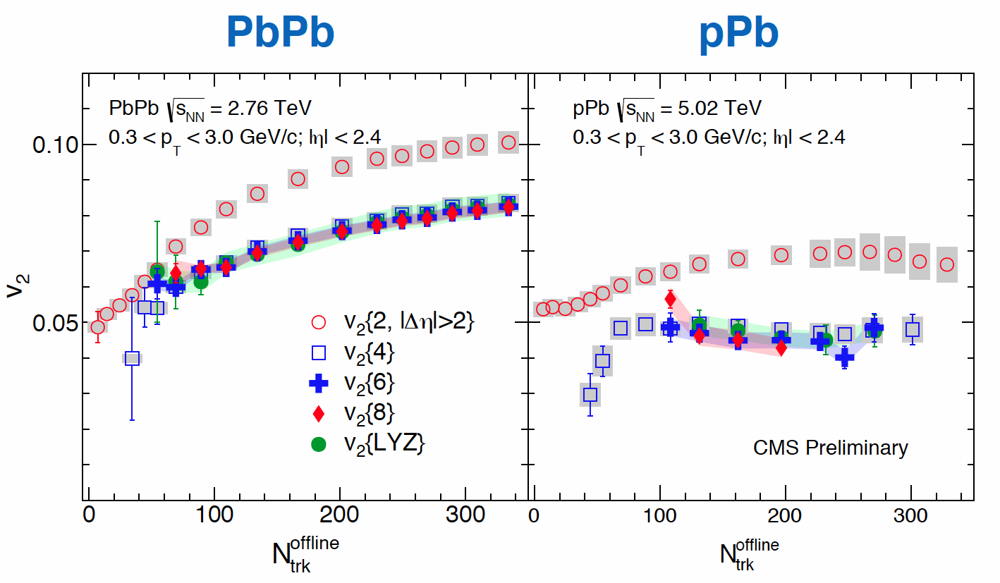 PbPb
pPb
PbPb √sNN = 2.76 TeV
0.3 < pT < 3.0 GeV/c; |η| < 2.4
pPb √sNN = 5.02 TeV
0.3 < pT < 3.0 GeV/c; |η| < 2.4
0.10
0.05
v2
v2{2, |Δη|>2}
v2{4}
v2{6}
v2{8}
v2{LYZ}
CMS Preliminary
0 100 200 300
0 100 200 300
Ntrk offline
Ntrk offline